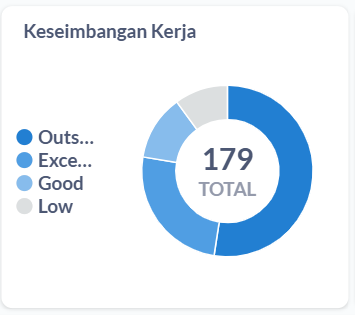 Keseimbangan Kerja
Outs...
Exce...
Good
Low
179
TOTAL